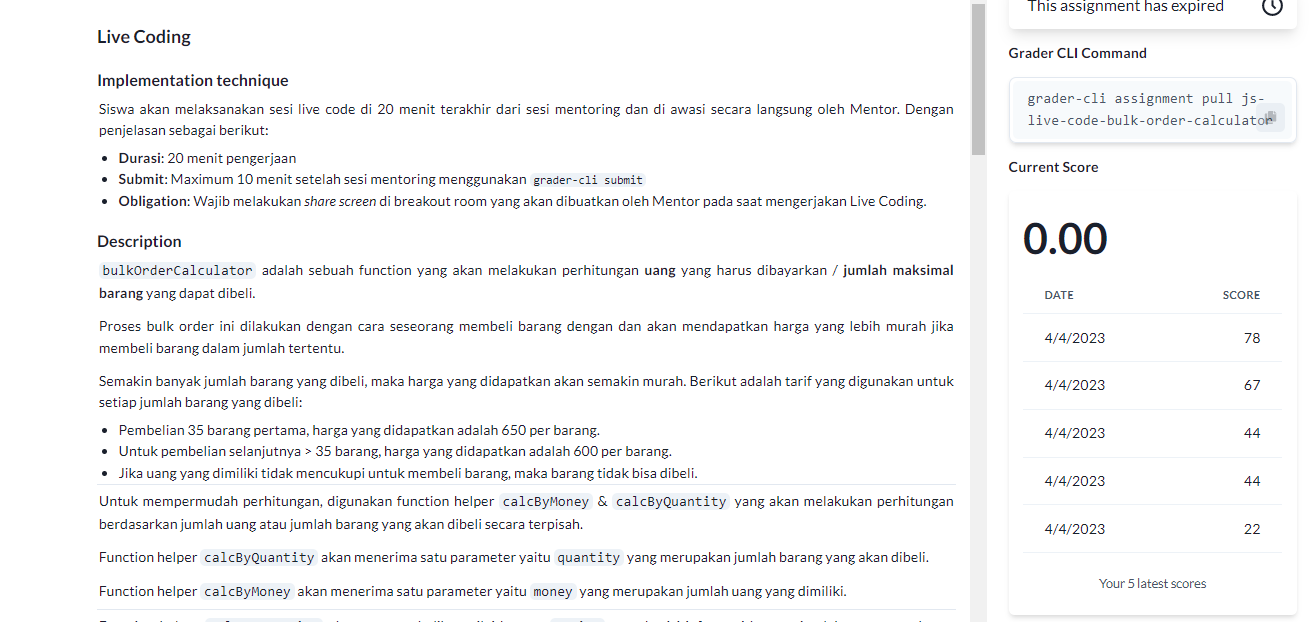 Live Coding
Implementation technique
Siswa akan melaksanakan sesi live code di 20 menit terakhir dari sesi mentoring dan di awasi secara langsung oleh Mentor. Dengan
penjelasan sebagai berikut:
Durasi: 20 menit pengerjaan
Submit: Maximum 10 menit setelah sesi mentoring menggunakan grader-cli submit
Obligation: Wajib melakukan share screen di breakout room yang akan dibuatkan oleh Mentor pada saat mengerjakan Live Coding.
Description
bulkOrderCalculator adalah sebuah function yang akan melakukan perhitungan uang yang harus dibayarkan / jumlah maksimal
barang yang dapat dibeli.
Proses bulk order ini dilakukan dengan cara seseorang membeli barang dengan dan akan mendapatkan harga yang lebih murah jika
membeli barang dalam jumlah tertentu.
Semakin banyak jumlah barang yang dibeli, maka harga yang didapatkan akan semakin murah. Berikut adalah tarif yang digunakan untuk
setiap jumlah barang yang dibeli:
Pembelian 35 barang pertama, harga yang didapatkan adalah 650 per barang.
Untuk pembelian selanjutnya > 35 barang, harga yang didapatkan adalah 600 per barang.
Jika uang yang dimiliki tidak mencukupi untuk membeli barang, maka barang tidak bisa dibeli.
Untuk mempermudah perhitungan, digunakan function helper calcByMoney & calcByQuantity yang akan melakukan perhitungan
berdasarkan jumlah uang atau jumlah barang yang akan dibeli secara terpisah.
Function helper calcByQuantity akan menerima satu parameter yaitu quantity yang merupakan jumlah barang yang akan dibeli.
Function helper calcByMoney akan menerima satu parameter yaitu money yang merupakan jumlah uang yang dimiliki.
This assignment has expired
Grader CLI Command
grader-cli assignment pull js-
live-code-bulk-order-calculator
Current Score
0.00
DATE SCORE
4/4/2023 78
4/4/2023 67
4/4/2023 44
4/4/2023 44
4/4/2023 22
Your 5 latest scores